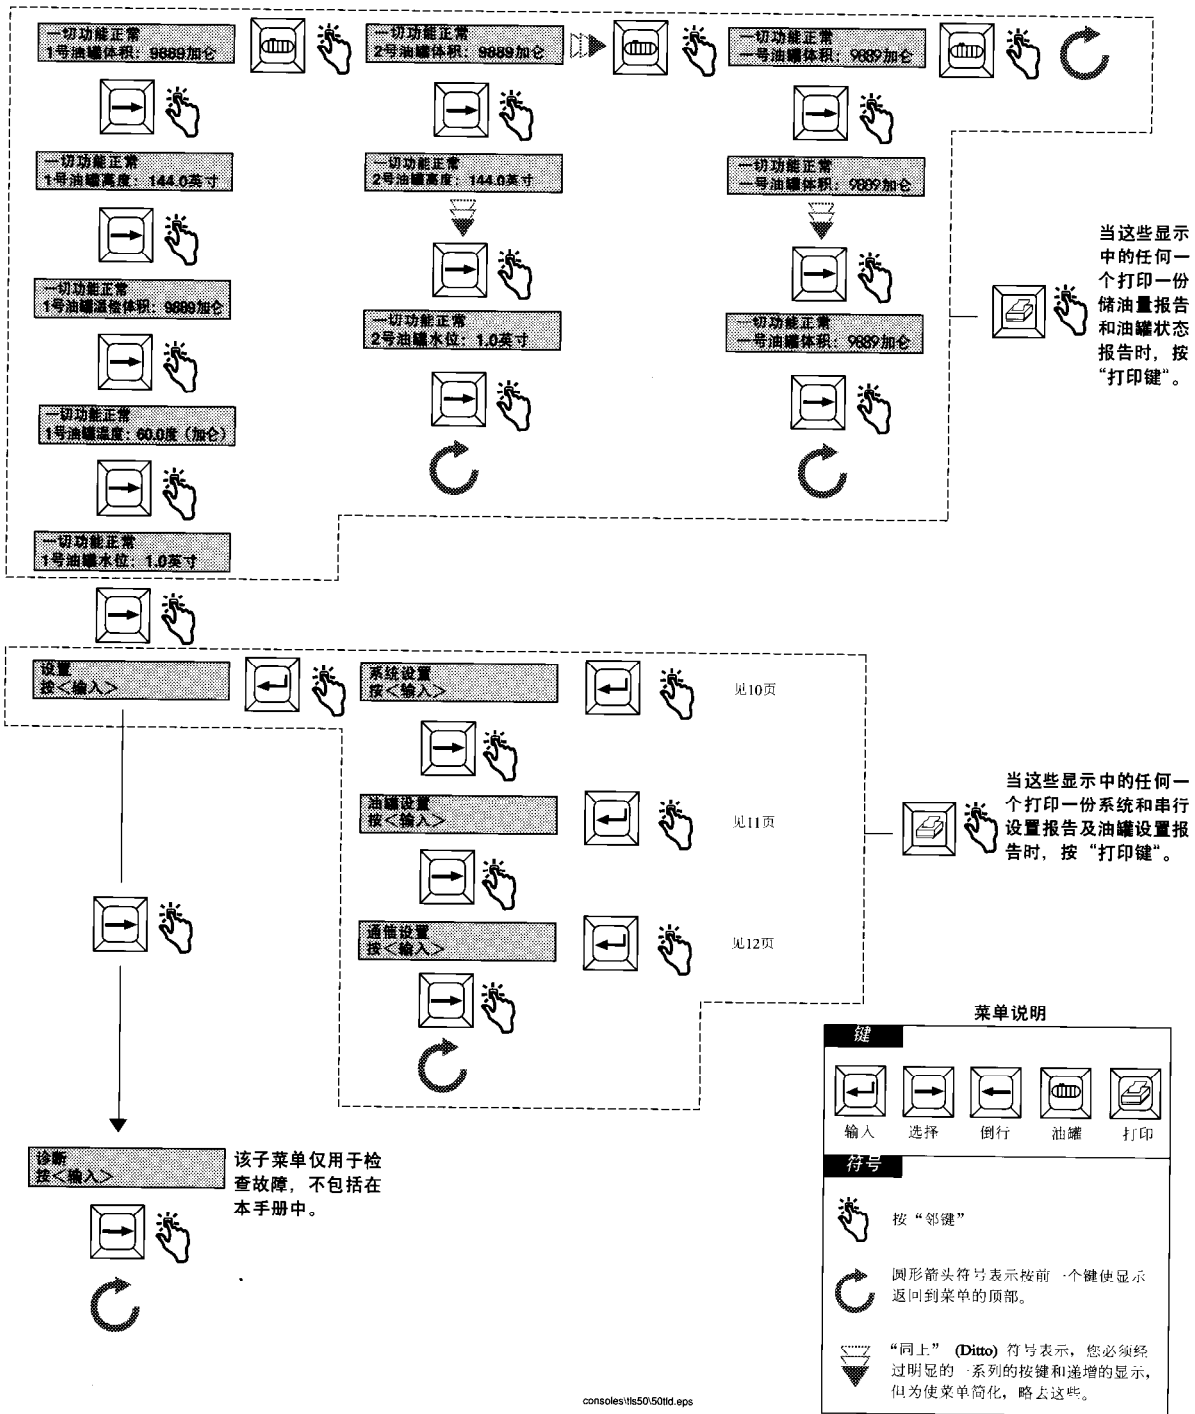 一切功能正常
1号油罐体积：9889加仑
一切功能正常
2号油罐体积：9889加仑
一切功能正常
一号油罐体积：9889加仑
一切功能正常
1号油罐高度：144.0英寸
一切功能正常
2号油罐高度：144.0英寸
一切功能正常
一号油罐体积：9889加仑
当这些显示
中的任何一
个打印一份
储油量报告
和油罐状态
报告时，按
“打印键“。
一切功能正常
1号油罐温偿体积：9889加仑
一切功能正常
2号油罐水位：1.0英寸
一切功能正常
一号油罐体积：9889加仑
一切功能正常
1号油罐温度：60.0度（加仑）
一切功能正常
1号油罐水位：1.0英寸
设置
按＜输入＞
系统设置
按＜输入＞
见10页
油罐设置
按＜输入＞
见11页
当这些显示中的任何一
个打印一份系统和串行
设置报告及油罐设置报
告时，按“打印键“。
通信设置
按＜输入＞
见12页
诊断
按＜输入＞
该子菜单仅用于检
查故障，不包括在
本手册中。
菜单说明
键
输入 选择 倒行 油罐 打印
符号
按“邻键”
圆形箭头符号表示按前一个键使显示
返回到菜单的顶部。
“同上” (Ditto) 符号表示，您必须经
过明显的一系列的按键和递增的显示，
但为使菜单简化，略去这些。
consoles\tls50\50tld.eps